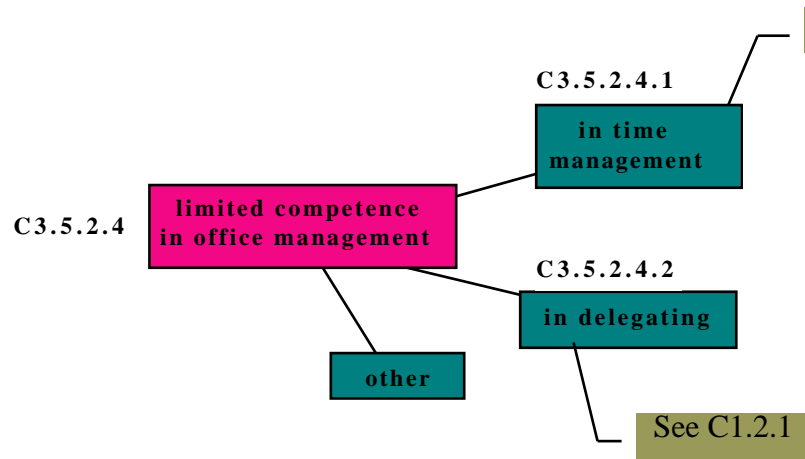 C3.5.2.4.1
in time
management
C3.5.2.4
limited competence
in office management
C3.5.2.4.2
in delegating
other
See C1.2.1